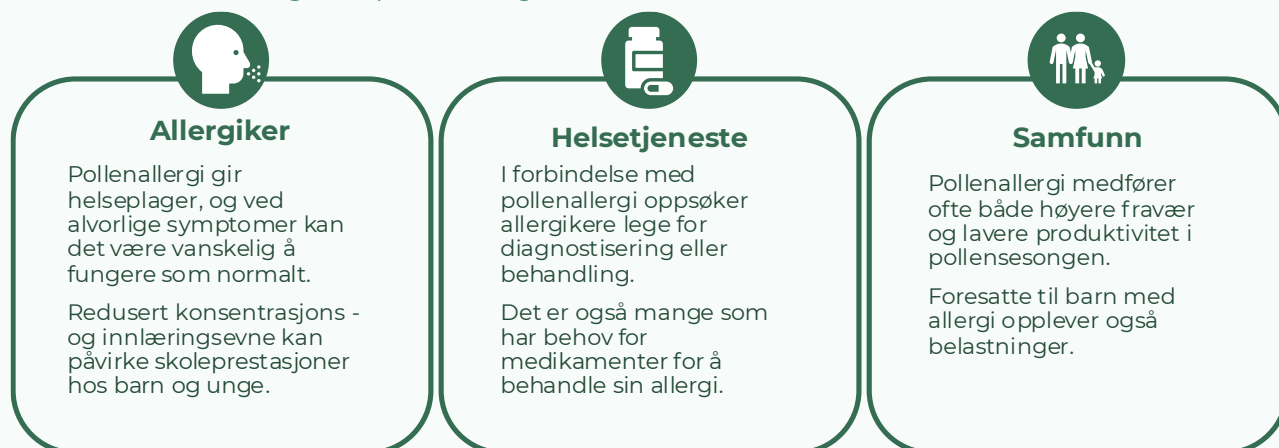 Allergiker
Pollenallergi gir
helseplager, og ved
alvorlige symptomer kan
det være vanskelig å
fungere som normalt.
Redusert konsentrasjons -
og innlæringsevne kan
påvirke skoleprestasjoner
hos barn og unge.
Helsetjeneste
I forbindelse med
pollenallergi oppsøker
allergikere lege for
diagnostisering eller
behandling.
Det er også mange som
har behov for
medikamenter for å
behandle sin allergi.
Samfunn
Pollenallergi medfører
ofte både høyere fravær
og lavere produktivitet i
pollensesongen.
Foresatte til barn med
allergi opplever også
belastninger.